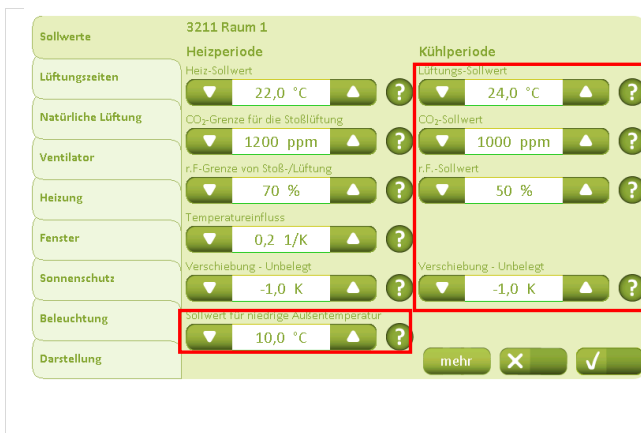 Sollwerte
Lüftungszeiten
Natürliche Lüftung
Ventilator
Heizung
Fenster
Sonnenschutz
Beleuchtung
Darstellung
3211 Raum 1
Heizperiode
Heiz-Sollwert
22,0 °C
?
CO₂-Grenze für die Stoßlüftung
1200 ppm
?
r.F-Grenze von Stoß-/Lüftung
70 %
?
Temperatureinfluss
0,2 1/K
?
Verschiebung - Unbelegt
-1,0 K
?
Sollwert für niedrige Außentemperatur
10,0 °C
?
Kühlperiode
Lüftungs-Sollwert
24,0 °C
?
CO₂-Sollwert
1000 ppm
?
r.F.-Sollwert
50 %
?
Verschiebung - Unbelegt
-1,0 K
?
mehr